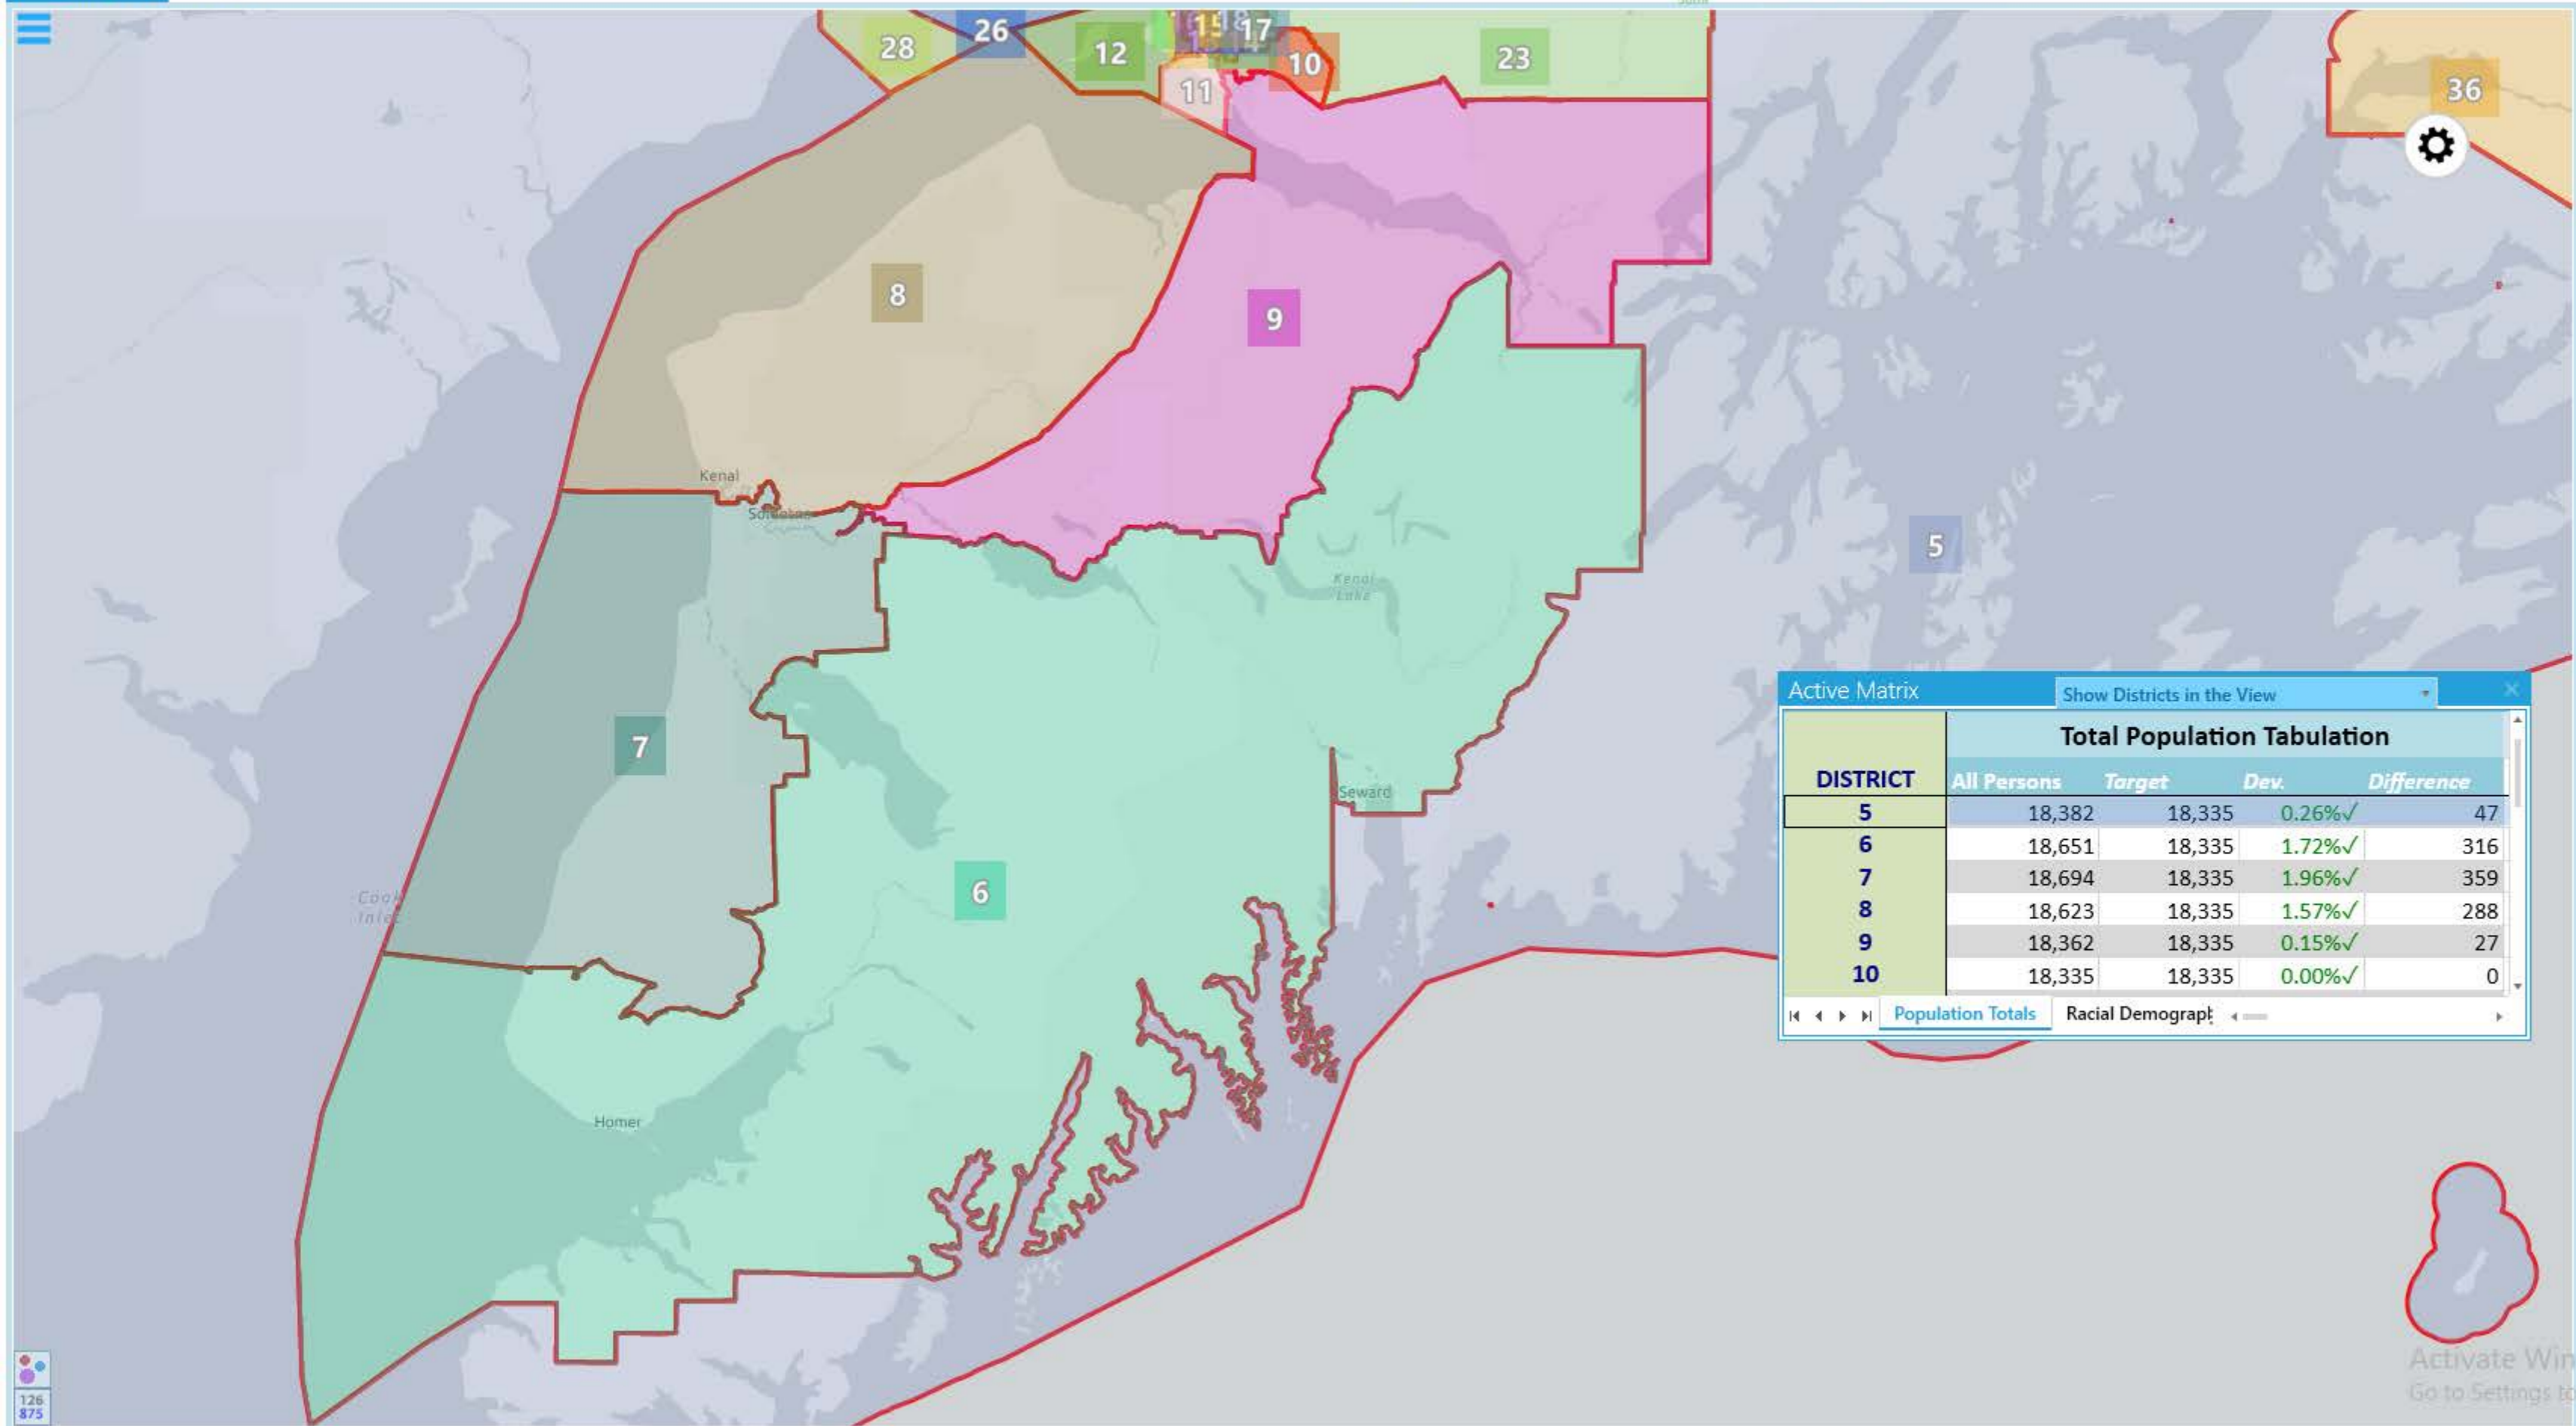 26
17
28
12
10
23
11
36
8
9
Kenai
5
Kenai
Lake
7
Seward
6
Cook
Inlet
Homer
Active Matrix
Show Districts in the View
Total Population Tabulation
DISTRICT All Persons Target Dev. Difference
5 18,382 18,335 0.26%✓ 47
6 18,651 18,335 1.72%✓ 316
7 18,694 18,335 1.96%✓ 359
8 18,623 18,335 1.57%✓ 288
9 18,362 18,335 0.15%✓ 27
10 18,335 18,335 0.00%✓ 0
Population Totals Racial Demograp
Activate Win
Go to Settings to
126
875